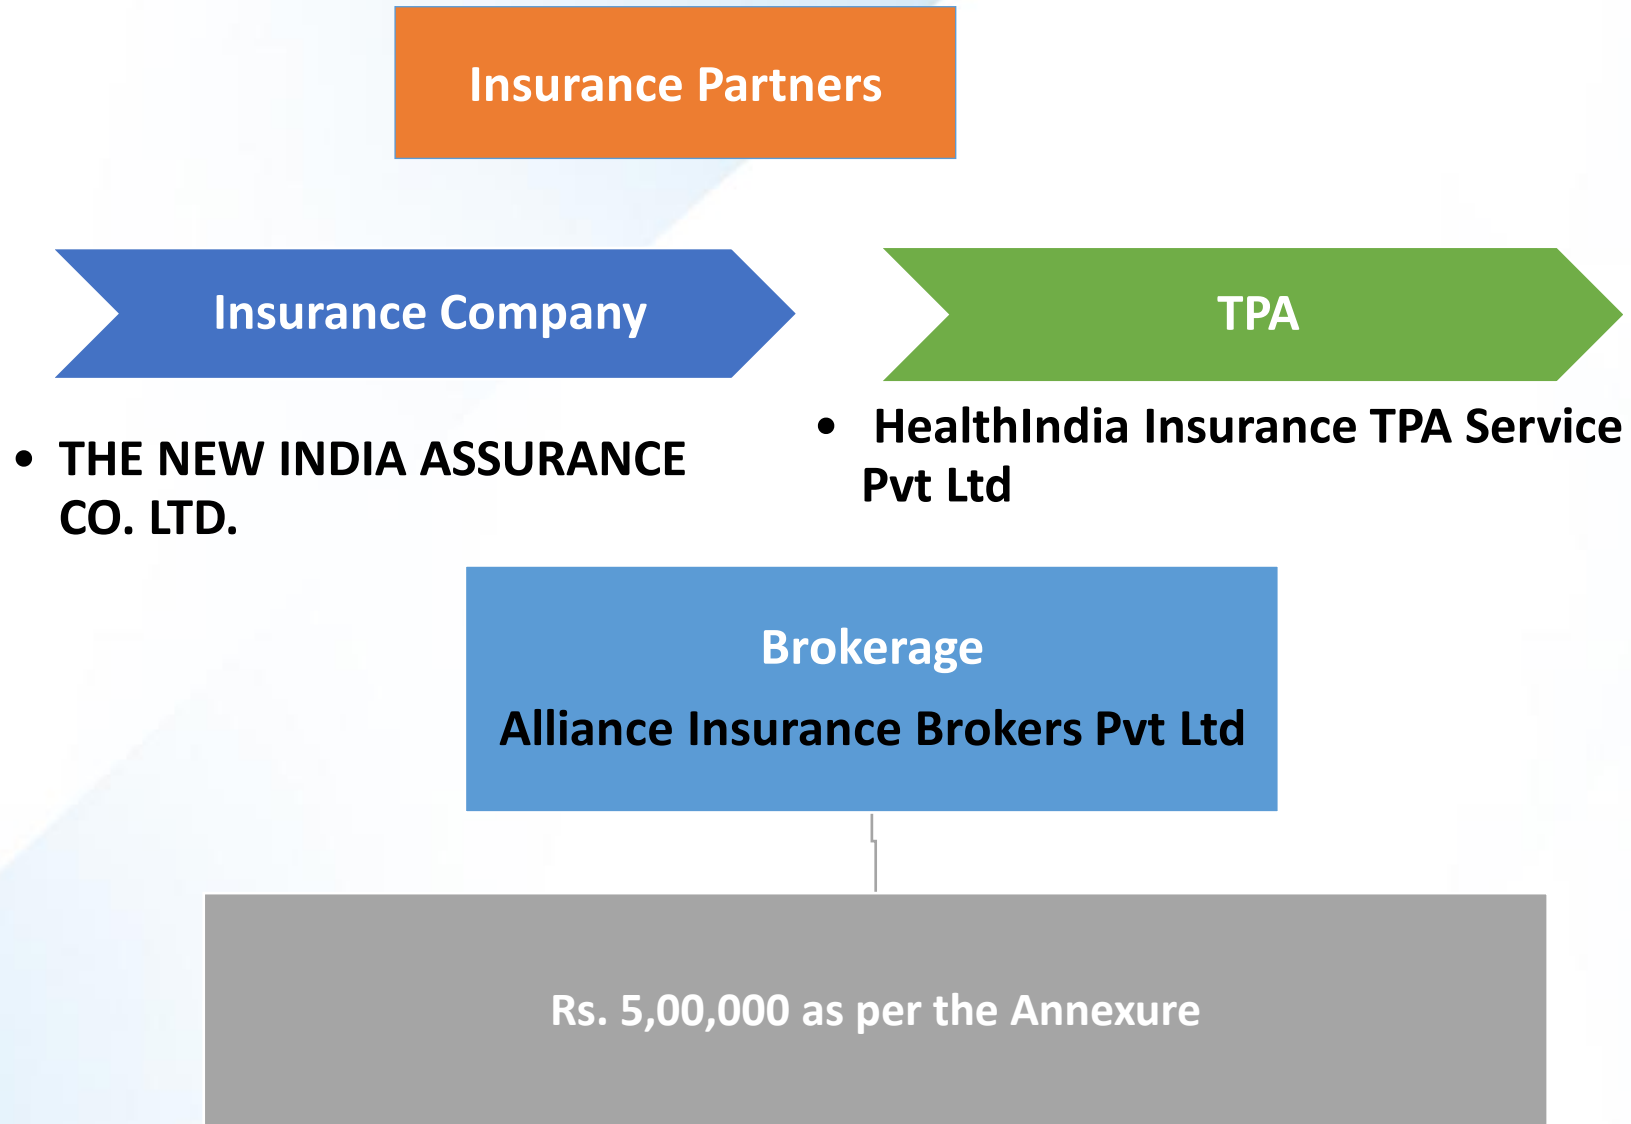 Insurance Partners
Insurance Company
TPA
• THE NEW INDIA ASSURANCE
CO. LTD.
• HealthIndia Insurance TPA Service
Pvt Ltd
Brokerage
Alliance Insurance Brokers Pvt Ltd
Rs. 5,00,000 as per the Annexure